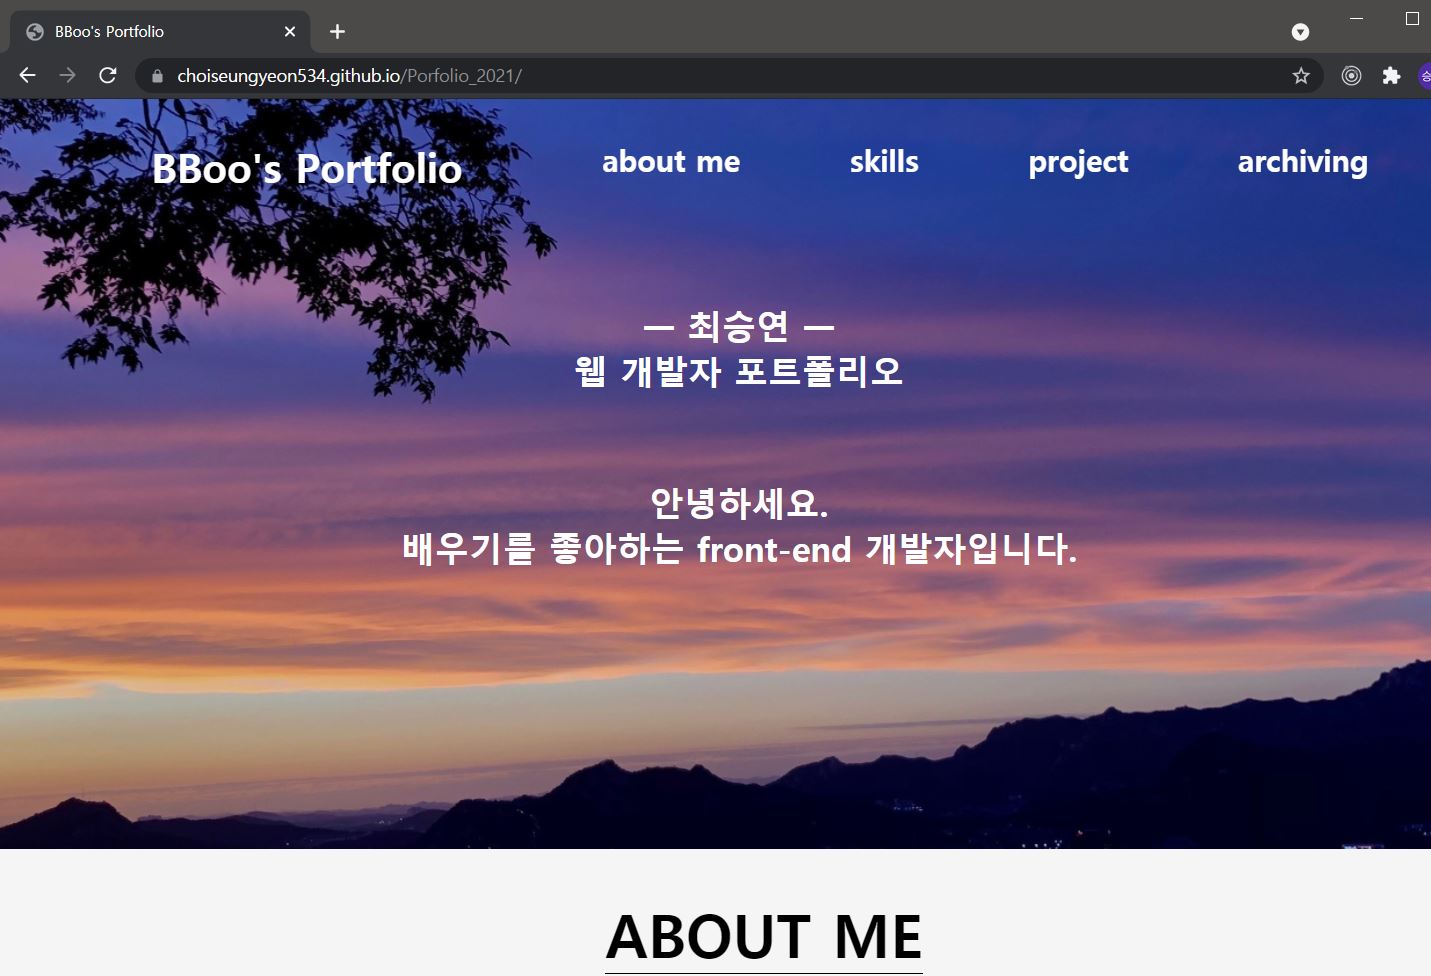 BBoo's Portfolio
choiseungyeon534.github.io/Porfolio_2021/
승
BBoo's Portfolio
about me
skills
project
archiving
— 최승연 —
웹 개발자 포트폴리오
안녕하세요.
배우기를 좋아하는 front-end 개발자입니다.
ABOUT ME